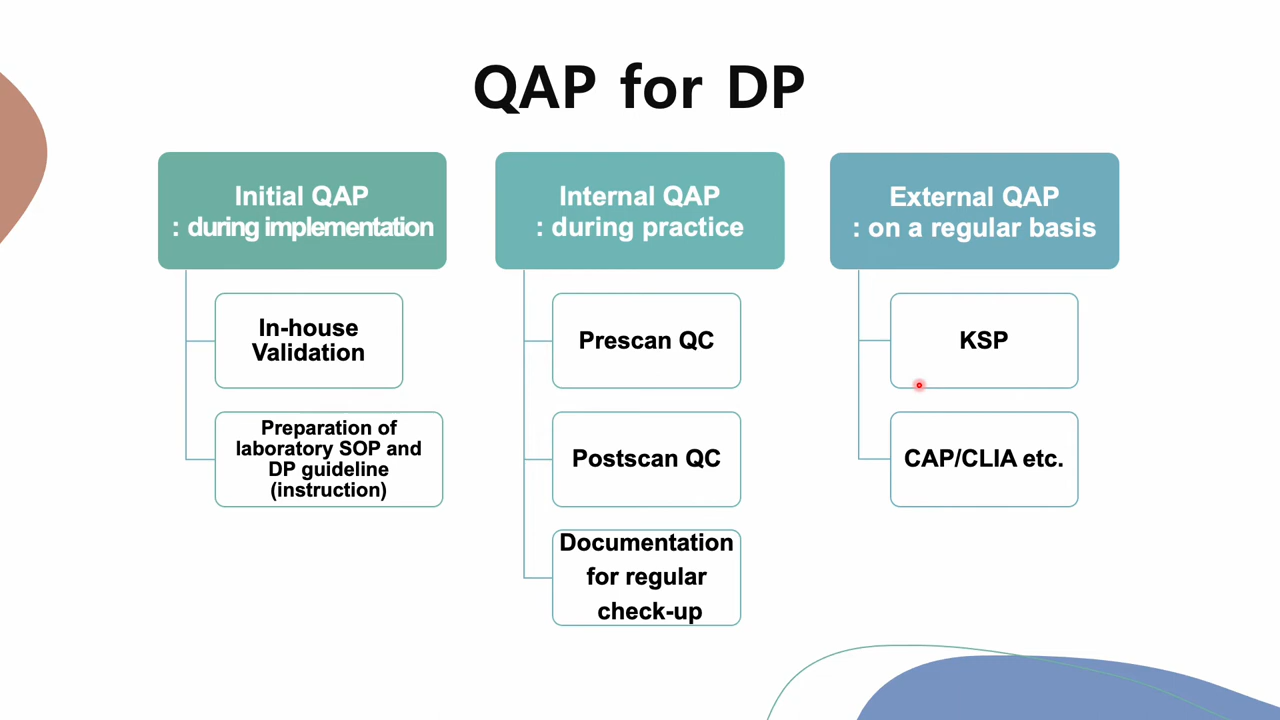 QAP for DP
Initial QAP
: during implementation
In-house
Validation
Preparation of
laboratory SOP and
DP guideline
(instruction)
Internal QAP
: during practice
Prescan QC
Postscan QC
Documentation
for regular
check-up
External QAP
: on a regular basis
KSP
CAP/CLIA etc.